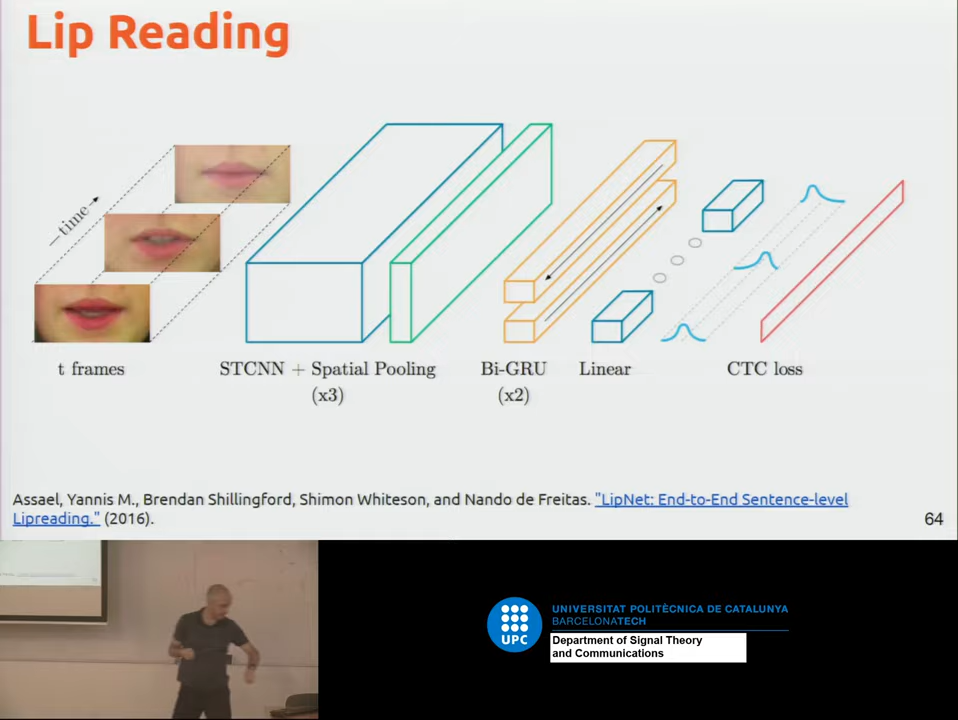 Lip Reading
time
t frames
STCNN + Spatial Pooling
(x3)
Bi-GRU
(x2)
Linear
CTC loss
Assael, Yannis M., Brendan Shillingford, Shimon Whiteson, and Nando de Freitas. "LipNet: End-to-End Sentence-level
Lipreading." (2016).
64
UPC
UNIVERSITAT POLITÈCNICA DE CATALUNYA
BARCELONATECH
Department of Signal Theory
and Communications